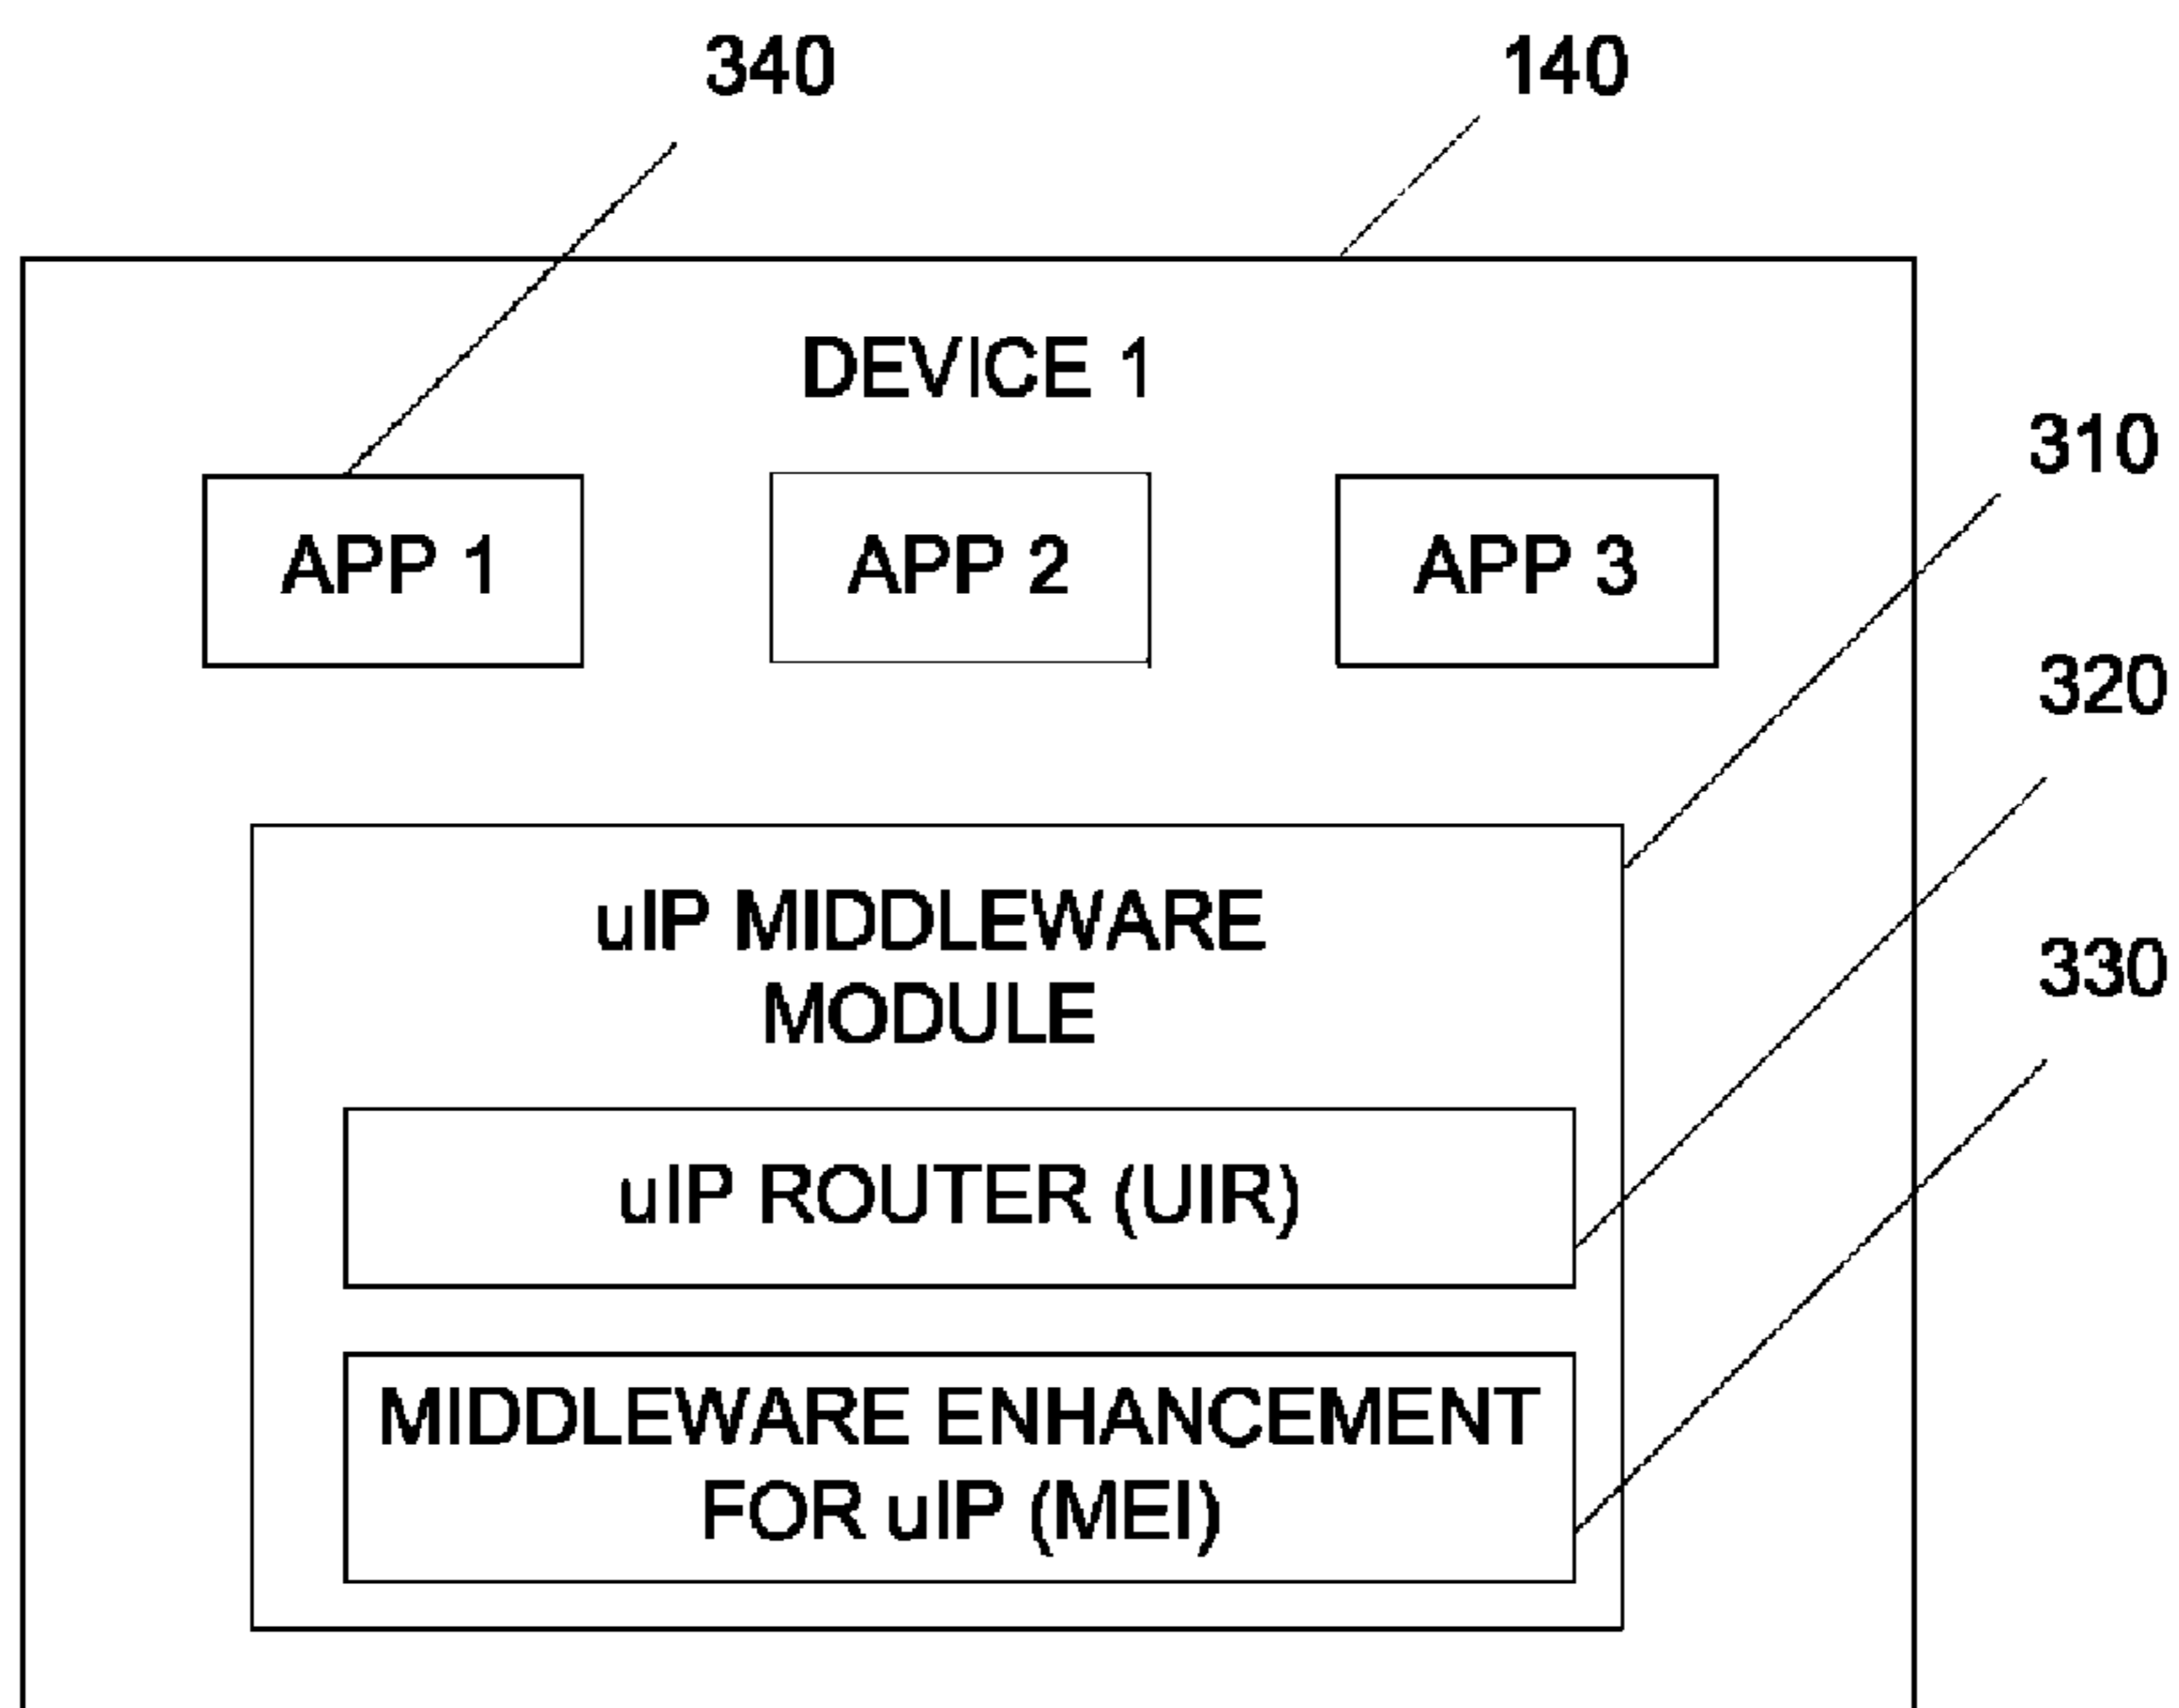 340
140
DEVICE 1
310
APP 1
APP 2
APP 3
320
uIP MIDDLEWARE
MODULE
330
uIP ROUTER (UIR)
MIDDLEWARE ENHANCEMENT
FOR uIP (MEI)